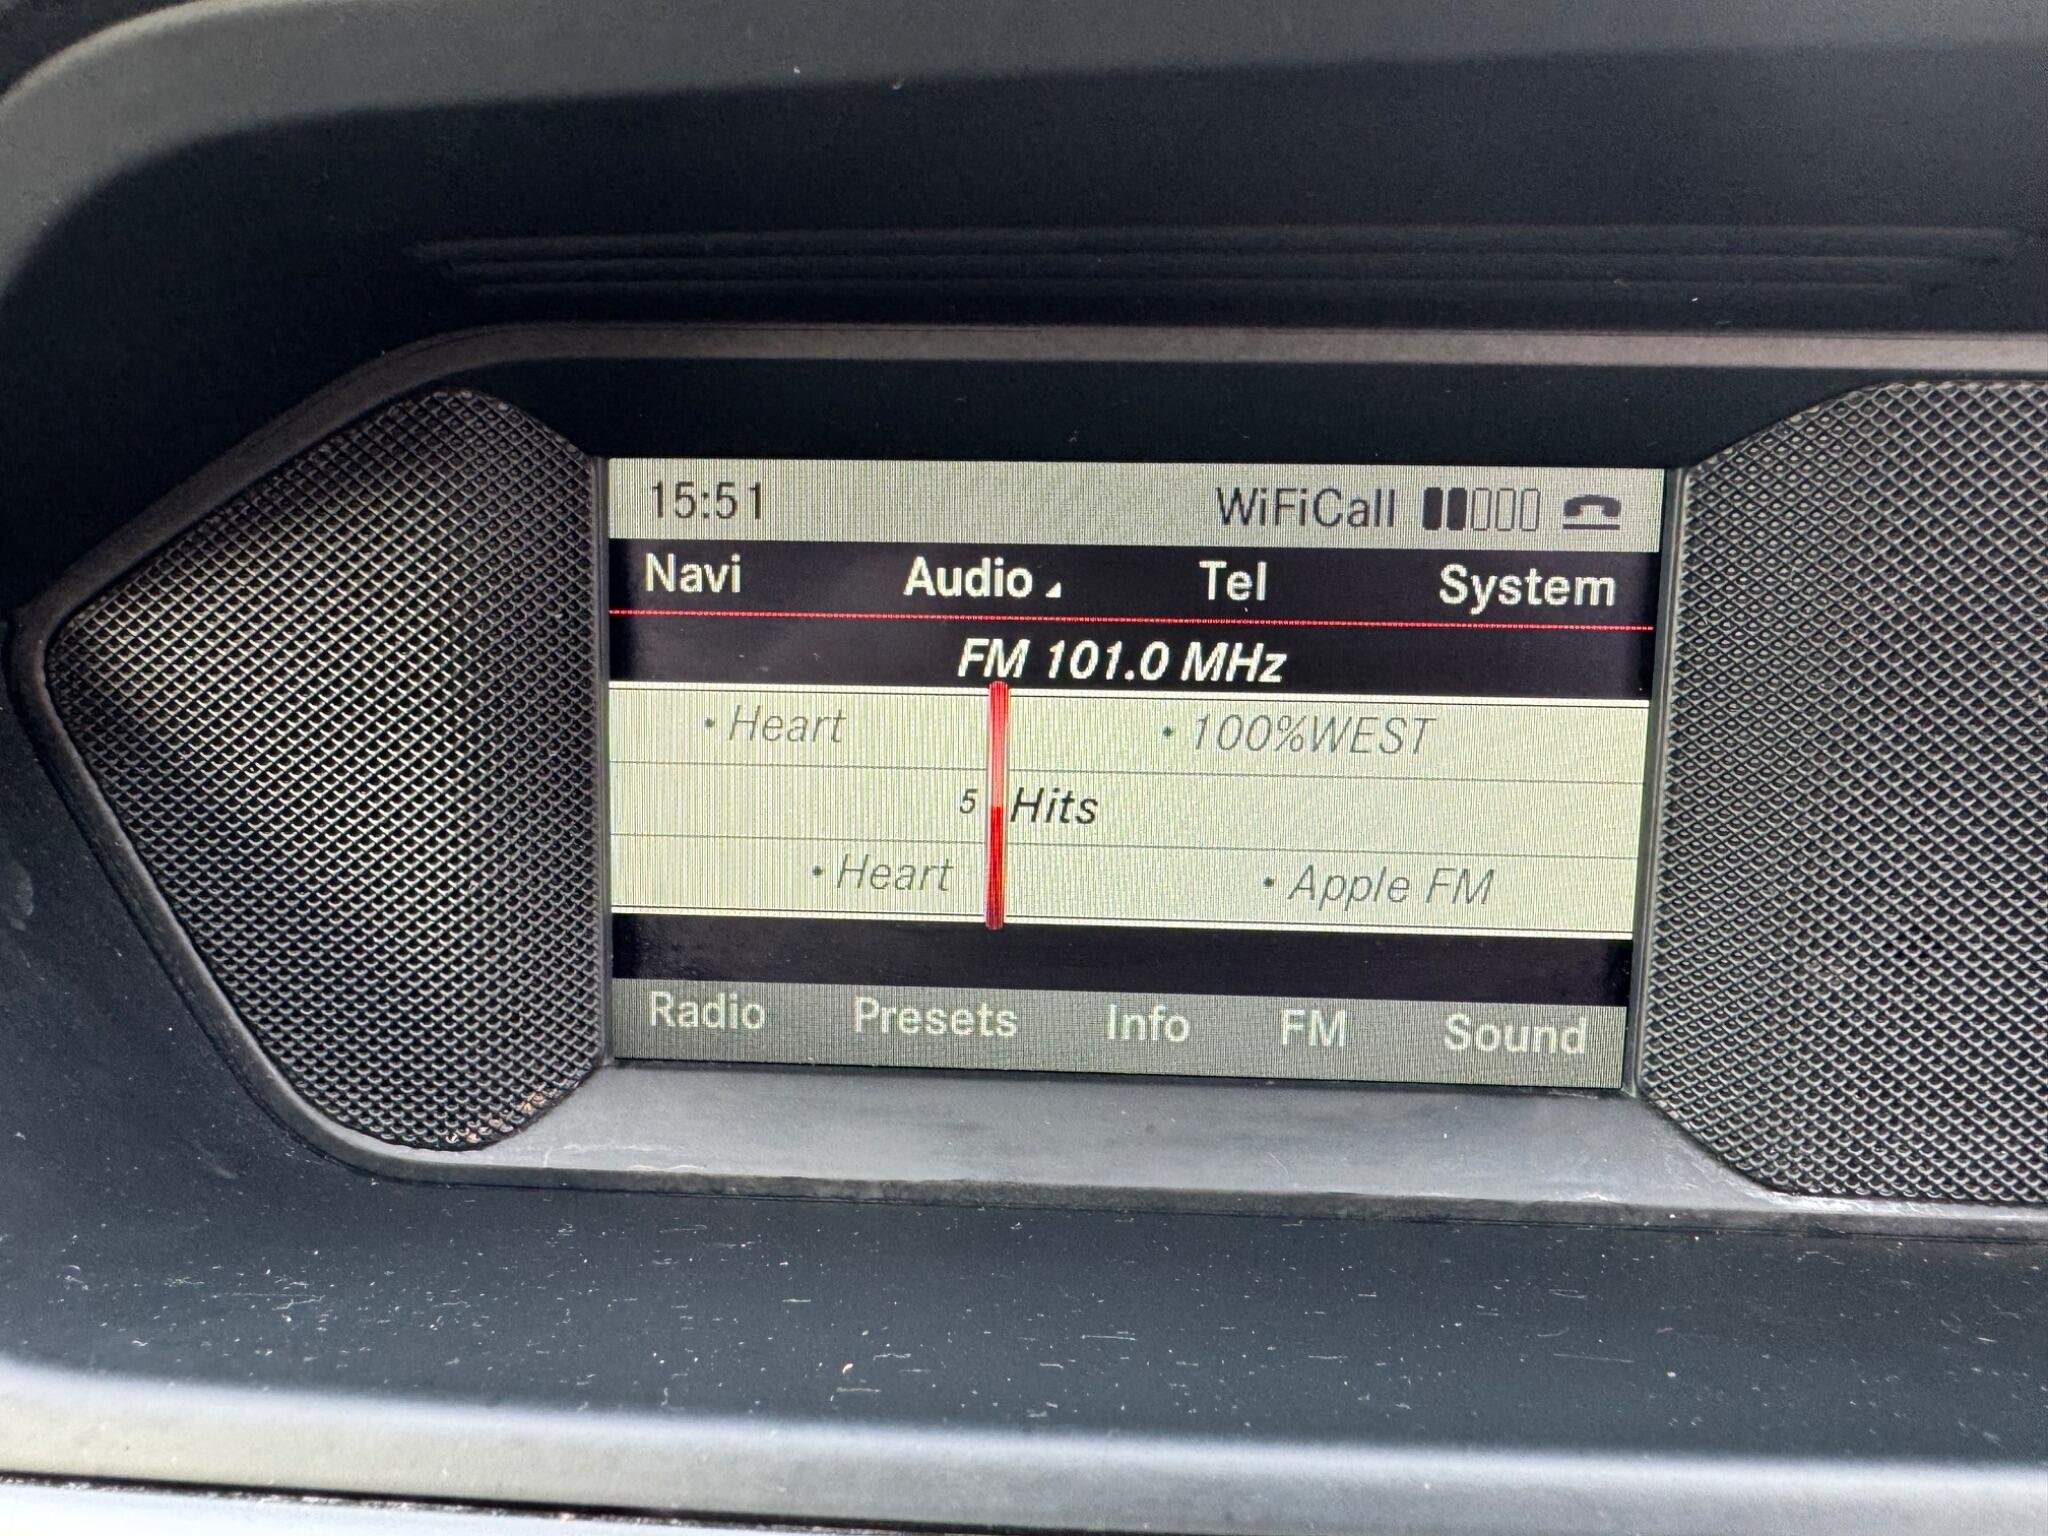 15:51 WiFiCall
Navi Audio Tel System
FM 101.0 MHz
• Heart • 100%WEST
5 Hits
• Heart • Apple FM
Radio Presets Info FM Sound